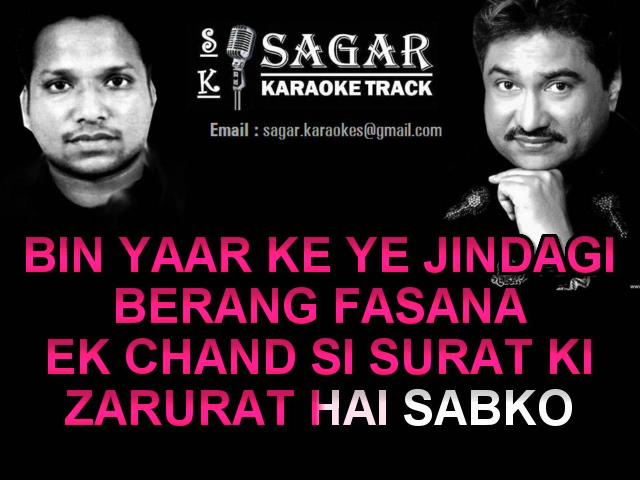 S K
SAGAR
KARAOKE TRACK
Email : sagar.karaokes@gmail.com
BIN YAAR KE YE JINDAGI
BERANG FASANA
EK CHAND SI SURAT KI
ZARURAT HAI SABKO